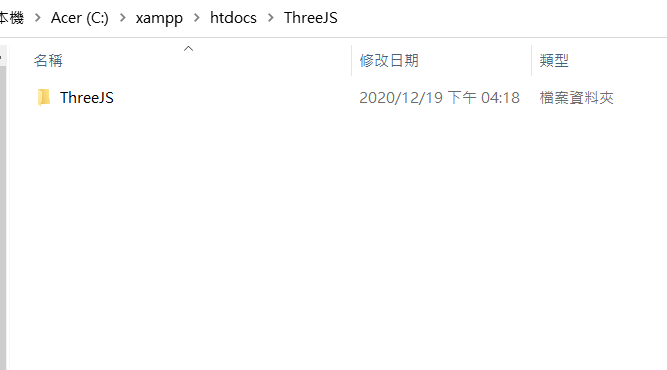 本機 > Acer (C:) > xampp > htdocs > ThreeJS
名稱 修改日期 類型
ThreeJS 2020/12/19 下午 04:18 檔案資料夾